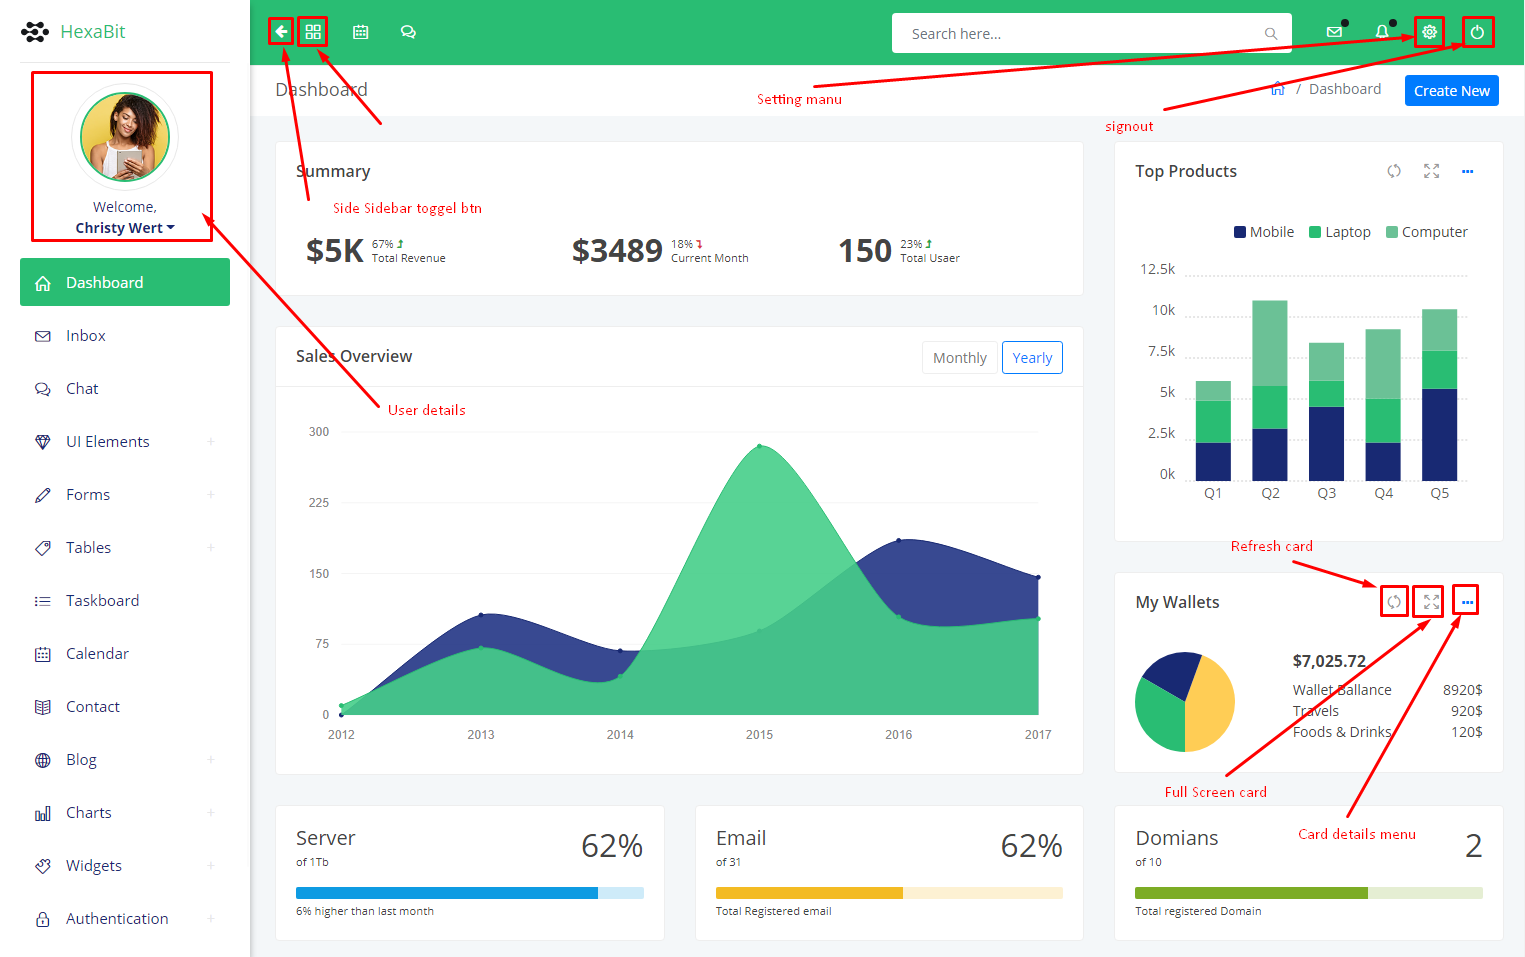 HexaBit
Search here...
Welcome,
Christy Wert
Dashboard
Inbox
Chat
UI Elements
Forms
Tables
Taskboard
Calendar
Contact
Blog
Charts
Widgets
Authentication
Dashboard
Setting manu
/ Dashboard
Create New
signout
Summary
Side Sidebar toggel btn
$5K
67%
Total Revenue
$3489
18%
Current Month
150
23%
Total Usaer
Sales Overview
Monthly
Yearly
User details
300
225
150
75
0
2012 2013 2014 2015 2016 2017
Top Products
...
Mobile Laptop Computer
12.5k
10k
7.5k
5k
2.5k
0k
Q1 Q2 Q3 Q4 Q5
Refresh card
My Wallets
...
$7,025.72
Wallet Ballance 8920$
Travels 920$
Foods & Drinks 120$
Full Screen card
Card details menu
Server
of 1Tb
62%
6% higher than last month
Email
of 31
62%
Total Registered email
Domians
of 10
2
Total registered Domain